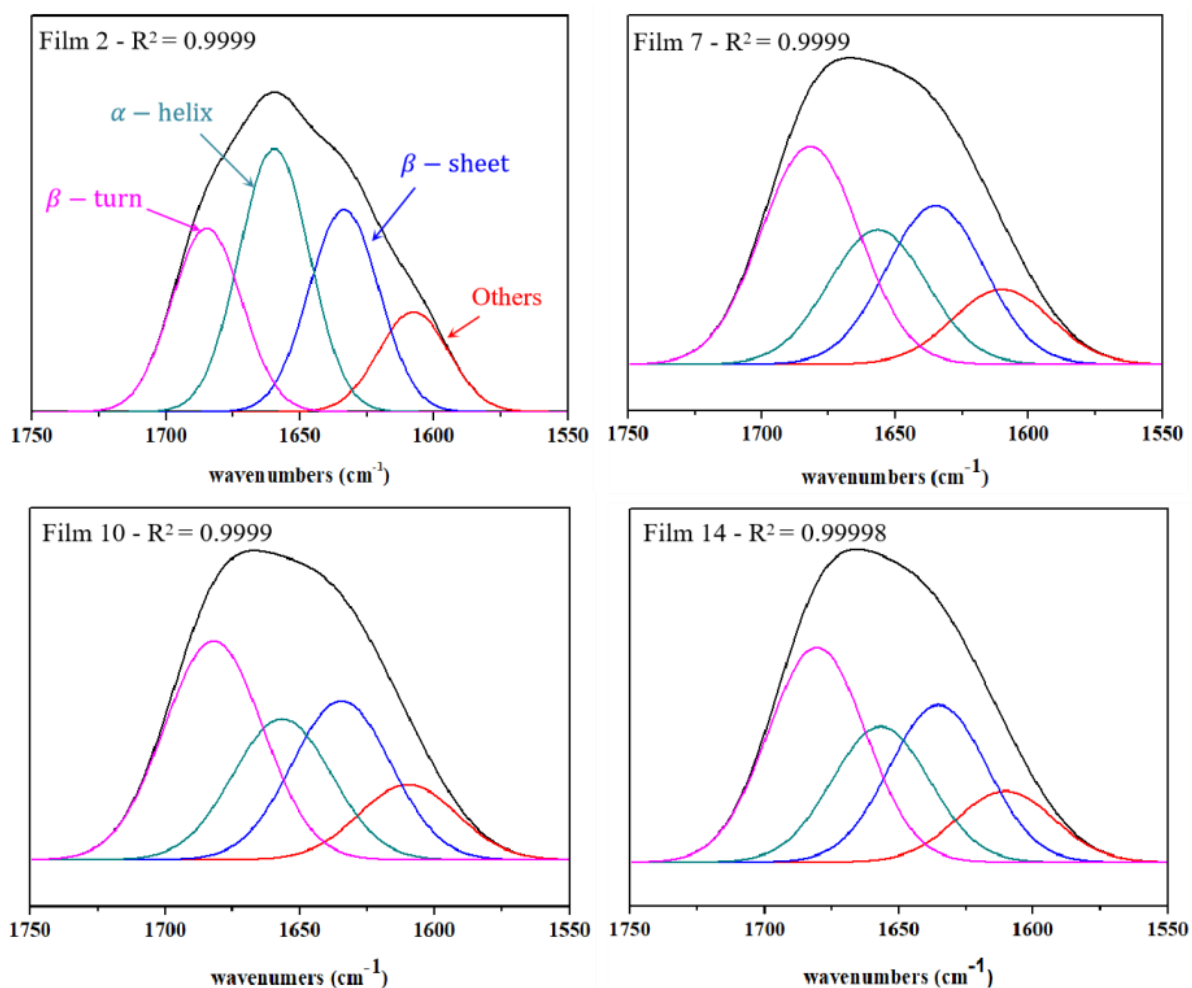 Film 2 - R² = 0.9999
α − helix
β − sheet
β − turn
Others
1750 1700 1650 1600 1550
wavenumbers (cm⁻¹)
Film 7 - R² = 0.9999
1750 1700 1650 1600 1550
wavenumbers (cm⁻¹)
Film 10 - R² = 0.9999
1750 1700 1650 1600 1550
wavenumers (cm⁻¹)
Film 14 - R² = 0.99998
1750 1700 1650 1600 1550
wavenumbers (cm⁻¹)